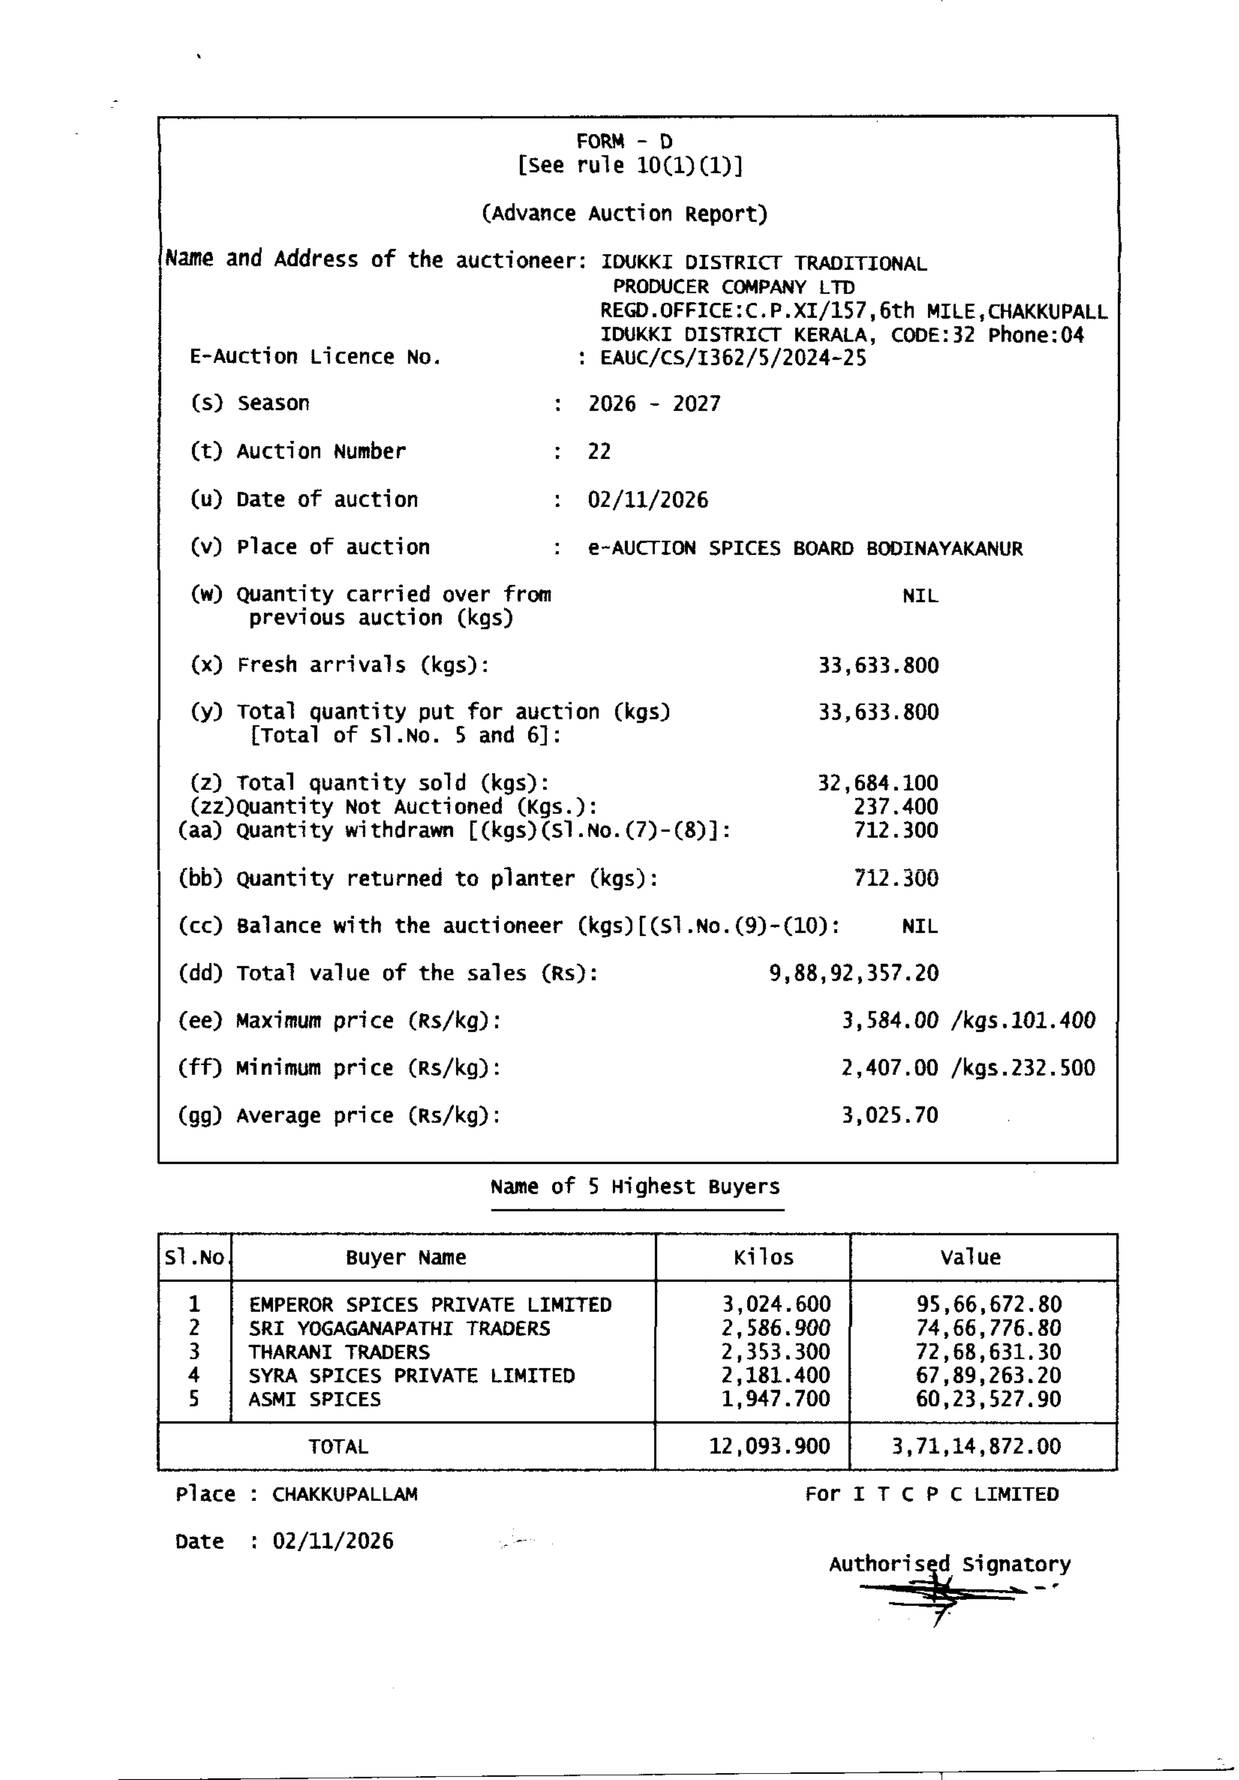 FORM - D
[See rule 10(1)(1)]
(Advance Auction Report)
Name and Address of the auctioneer: IDUKKI DISTRICT TRADITIONAL
PRODUCER COMPANY LTD
REGD.OFFICE:C.P.XI/157,6th MILE,CHAKKUPALL
IDUKKI DISTRICT KERALA, CODE:32 Phone:04
E-Auction Licence No. : EAUC/CS/I362/5/2024-25
(s) Season : 2026 - 2027
(t) Auction Number : 22
(u) Date of auction : 02/11/2026
(v) Place of auction : e-AUCTION SPICES BOARD BODINAYAKANUR
(w) Quantity carried over from NIL
previous auction (kgs)
(x) Fresh arrivals (kgs): 33,633.800
(y) Total quantity put for auction (kgs) 33,633.800
[Total of Sl.No. 5 and 6]:
(z) Total quantity sold (kgs): 32,684.100
(zz)Quantity Not Auctioned (Kgs.): 237.400
(aa) Quantity withdrawn [(kgs)(Sl.No.(7)-(8)]: 712.300
(bb) Quantity returned to planter (kgs): 712.300
(cc) Balance with the auctioneer (kgs)[(Sl.No.(9)-(10): NIL
(dd) Total value of the sales (Rs): 9,88,92,357.20
(ee) Maximum price (Rs/kg): 3,584.00 /kgs.101.400
(ff) Minimum price (Rs/kg): 2,407.00 /kgs.232.500
(gg) Average price (Rs/kg): 3,025.70
Name of 5 Highest Buyers
Sl.No. Buyer Name Kilos Value
1 EMPEROR SPICES PRIVATE LIMITED 3,024.600 95,66,672.80
2 SRI YOGAGANAPATHI TRADERS 2,586.900 74,66,776.80
3 THARANI TRADERS 2,353.300 72,68,631.30
4 SYRA SPICES PRIVATE LIMITED 2,181.400 67,89,263.20
5 ASMI SPICES 1,947.700 60,23,527.90
TOTAL 12,093.900 3,71,14,872.00
Place : CHAKKUPALLAM For I T C P C LIMITED
Date : 02/11/2026
Authorised Signatory